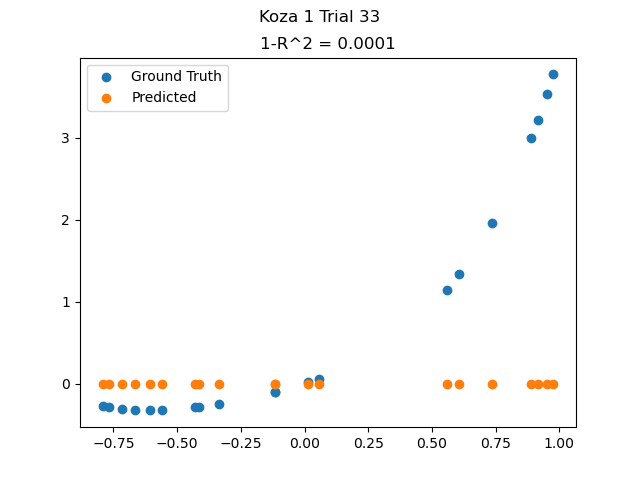 Koza 1 Trial 33
1-R^2 = 0.0001
Ground Truth
Predicted
3
2
1
0
−0.75 −0.50 −0.25 0.00 0.25 0.50 0.75 1.00